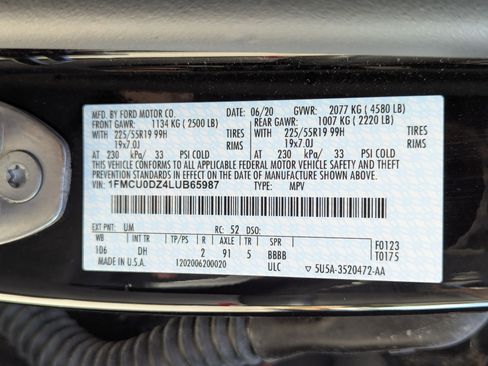 MFD. BY FORD MOTOR CO. 06/20 GVWR: 2077 KG ( 4580 LB)
FRONT GAWR: 1134 KG ( 2500 LB) REAR GAWR: 1007 KG ( 2220 LB)
WITH 225/55R19 99H TIRES WITH 225/55R19 99H TIRES
19x7.0J RIMS 19x7.0J RIMS
AT 230 kPa/ 33 PSI COLD AT 230 kPa/ 33 PSI COLD
THIS VEHICLE CONFORMS TO ALL APPLICABLE FEDERAL MOTOR VEHICLE SAFETY AND THEFT
PREVENTION STANDARDS IN EFFECT ON THE DATE OF MANUFACTURE SHOWN ABOVE.
VIN: 1FMCU0DZ4LUB65987 TYPE: MPV
EXT PNT: UM RC: 52 DSO:
WB INT TR TP/PS R AXLE TR SPR F0123
106 DH 2 91 5 BBBB T0175
MADE IN U.S.A. 1202006200020 ULC 5U5A-3520472-AA